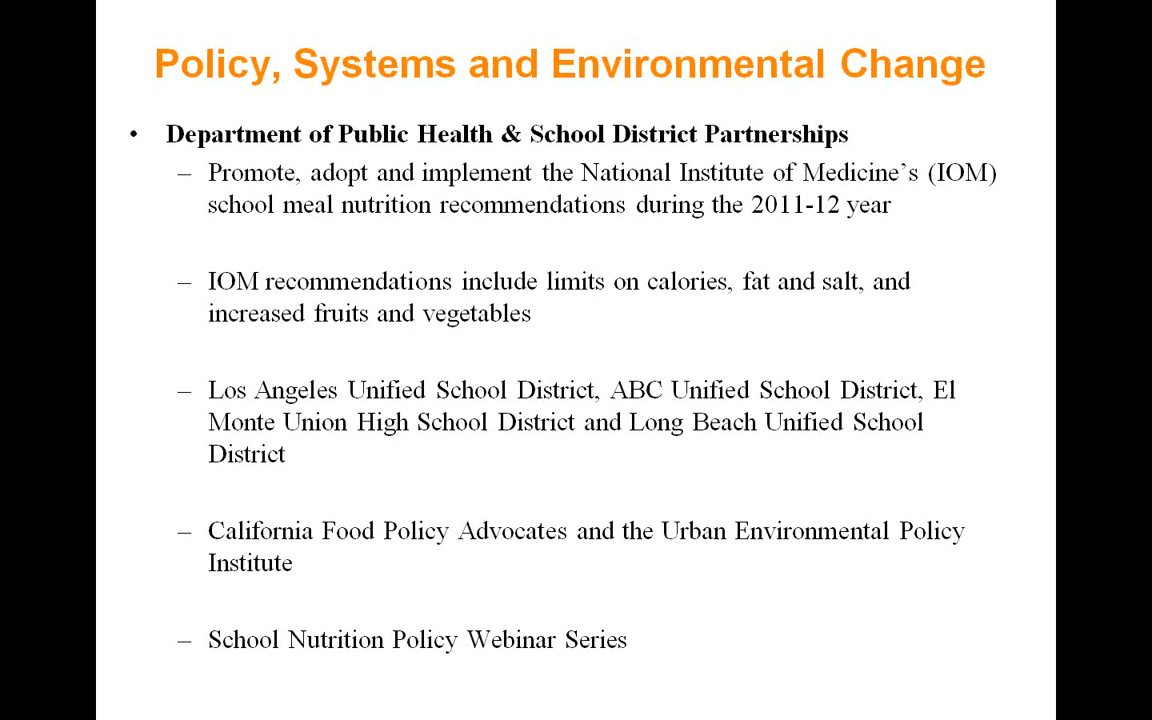 Policy, Systems and Environmental Change
• Department of Public Health & School District Partnerships
– Promote, adopt and implement the National Institute of Medicine's (IOM)
school meal nutrition recommendations during the 2011-12 year
– IOM recommendations include limits on calories, fat and salt, and
increased fruits and vegetables
– Los Angeles Unified School District, ABC Unified School District, El
Monte Union High School District and Long Beach Unified School
District
– California Food Policy Advocates and the Urban Environmental Policy
Institute
– School Nutrition Policy Webinar Series